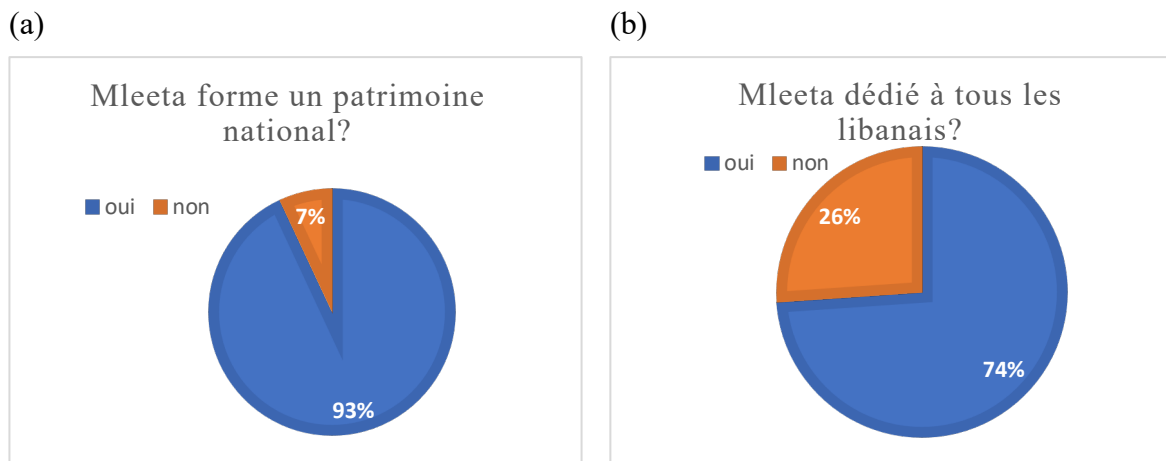 (a)
Mleeta forme un patrimoine
national?
oui non
7%
93%
(b)
Mleeta dédié à tous les
libanais?
oui non
26%
74%